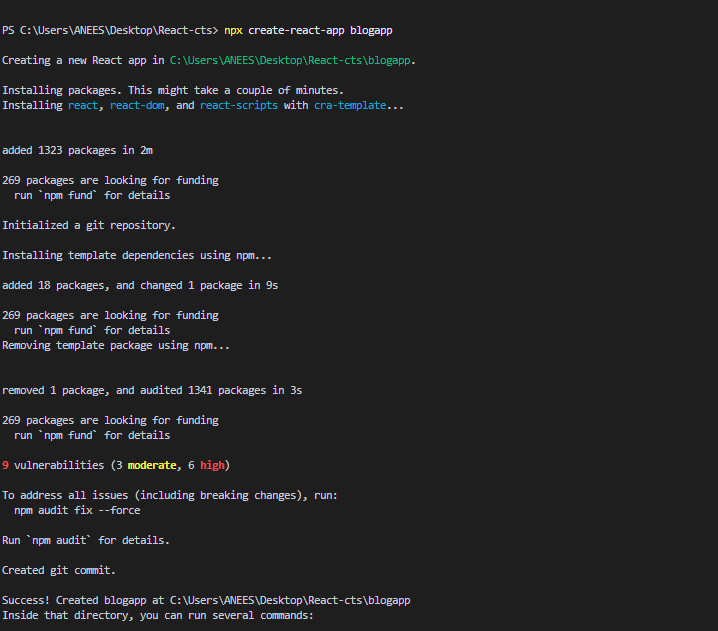 PS C:\Users\ANEES\Desktop\React-cts> npx create-react-app blogapp
Creating a new React app in C:\Users\ANEES\Desktop\React-cts\blogapp.
Installing packages. This might take a couple of minutes.
Installing react, react-dom, and react-scripts with cra-template...
added 1323 packages in 2m
269 packages are looking for funding
  run `npm fund` for details
Initialized a git repository.
Installing template dependencies using npm...
added 18 packages, and changed 1 package in 9s
269 packages are looking for funding
  run `npm fund` for details
Removing template package using npm...
removed 1 package, and audited 1341 packages in 3s
269 packages are looking for funding
  run `npm fund` for details
9 vulnerabilities (3 moderate, 6 high)
To address all issues (including breaking changes), run:
  npm audit fix --force
Run `npm audit` for details.
Created git commit.
Success! Created blogapp at C:\Users\ANEES\Desktop\React-cts\blogapp
Inside that directory, you can run several commands: